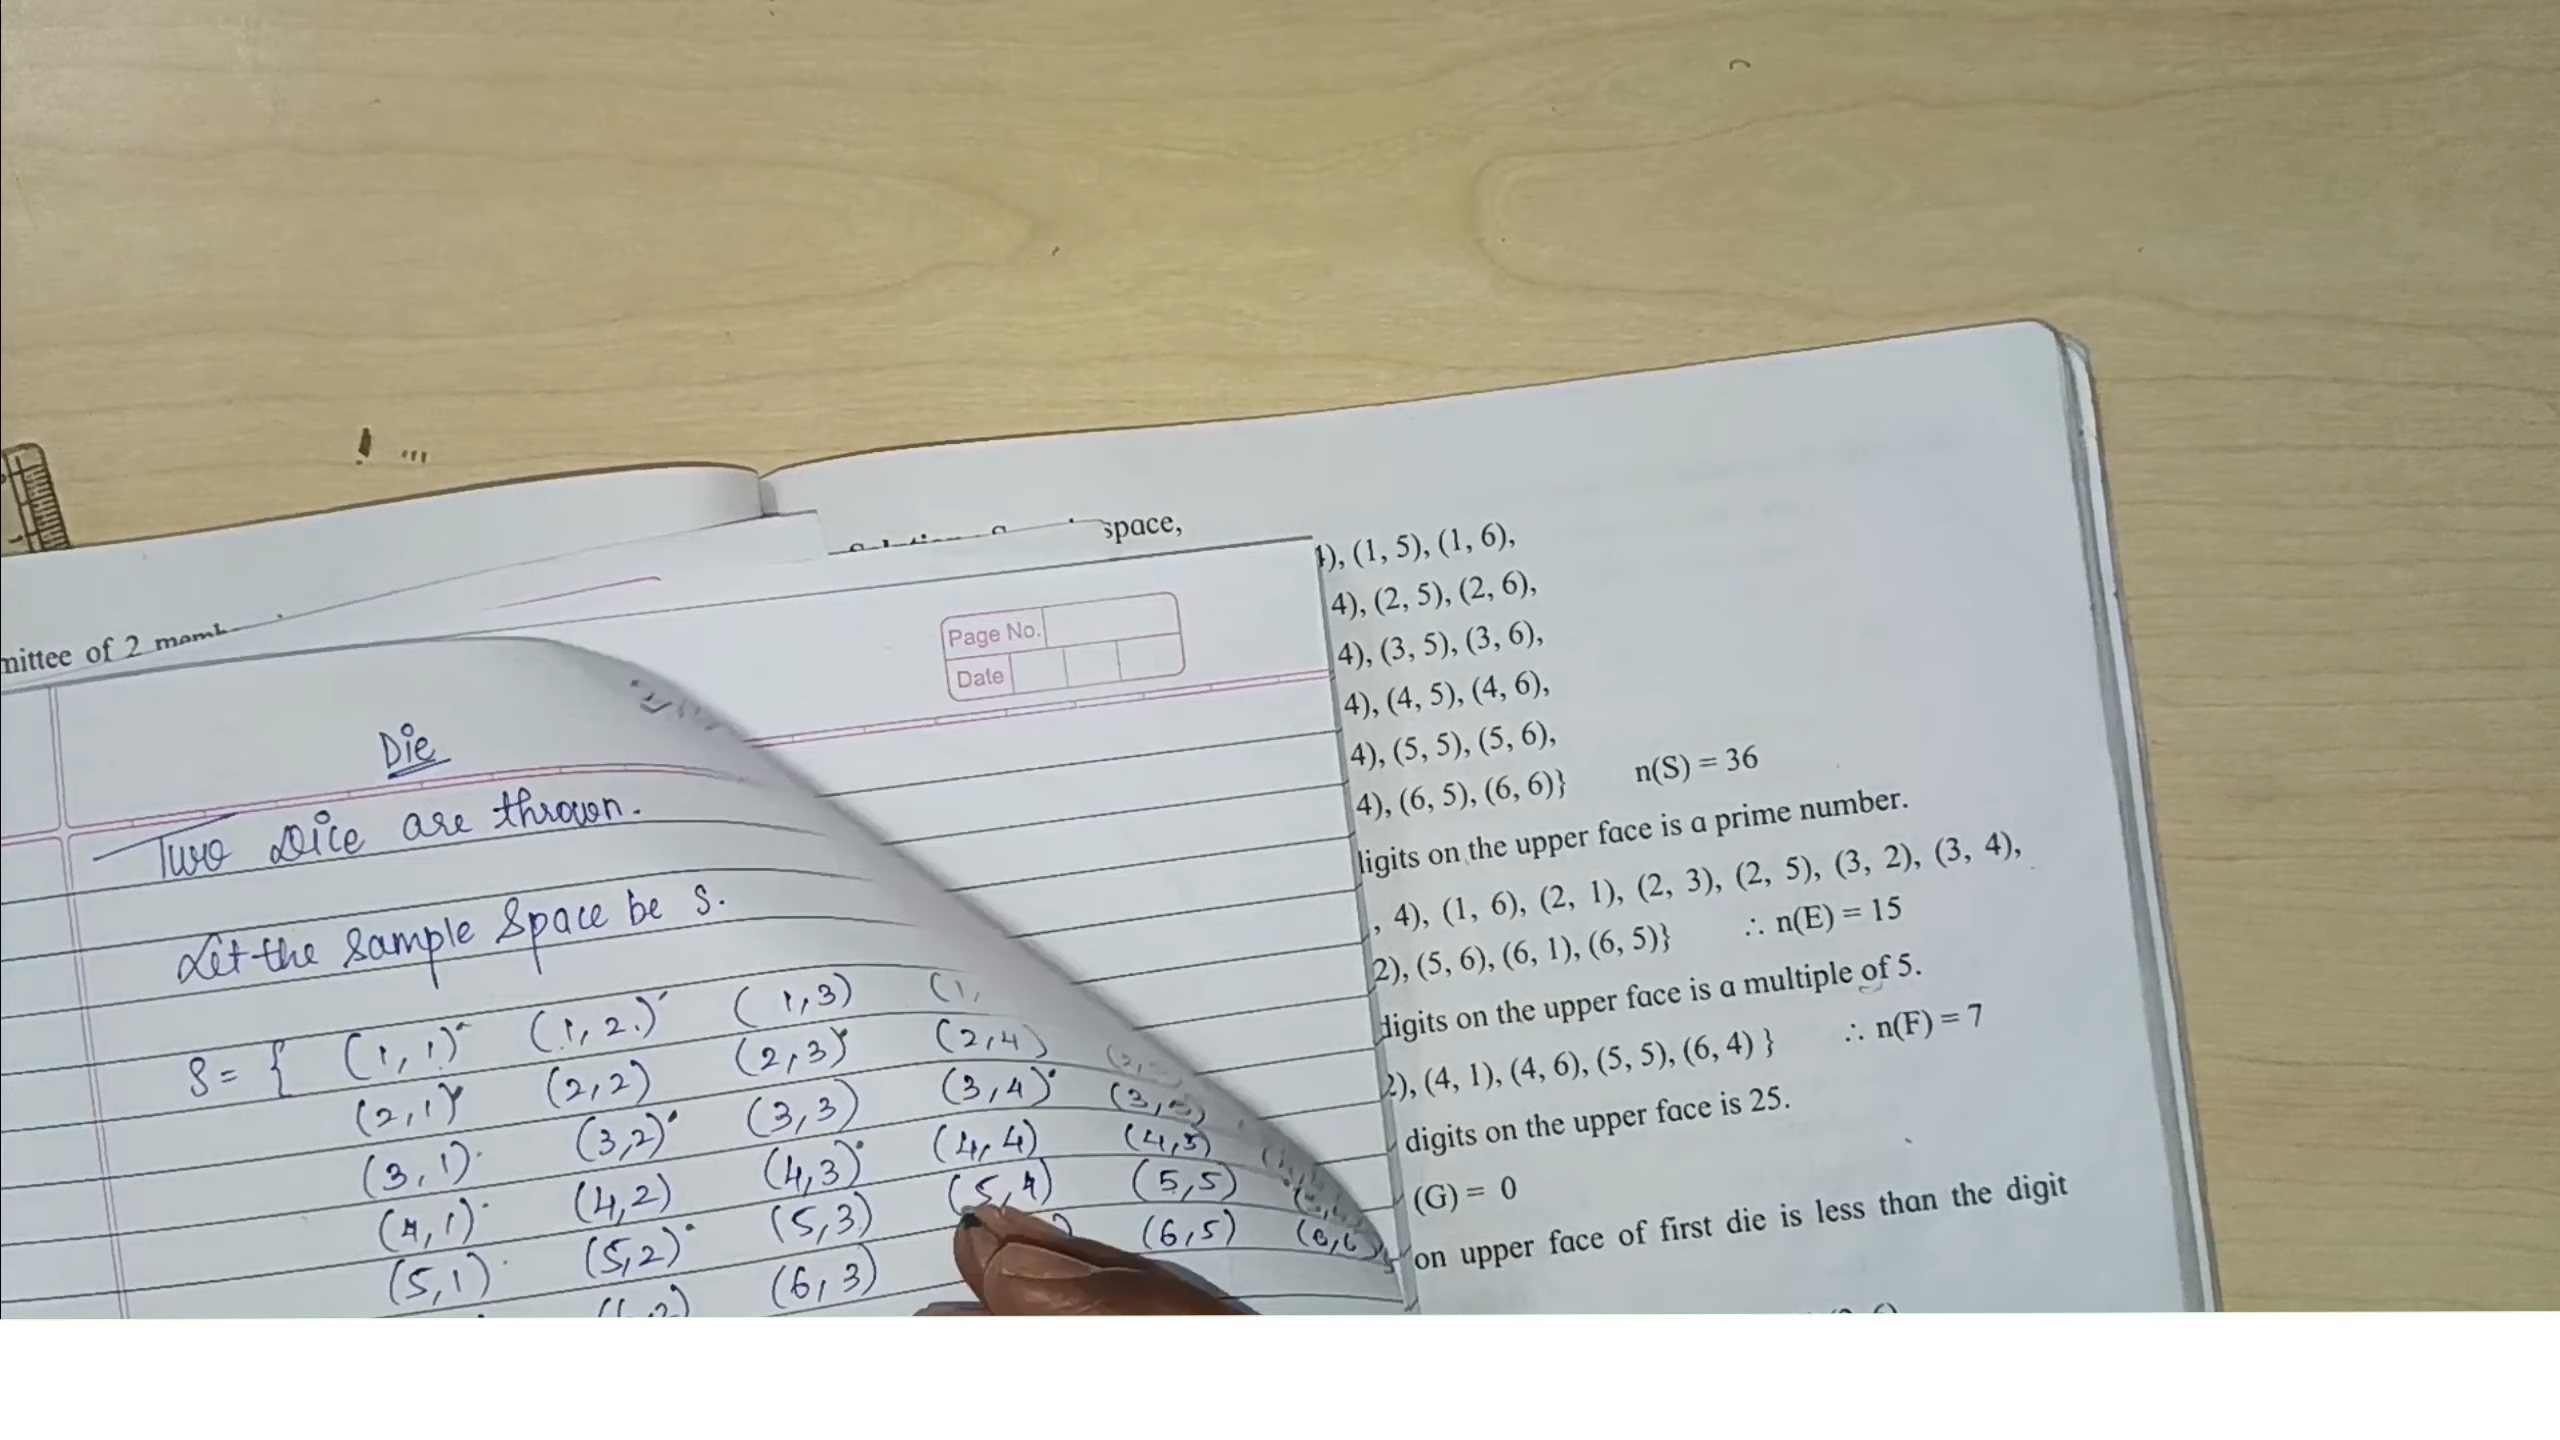 space,
mittee of 2
Page No.
Date
Die
Two Dice are thrown.
Let the Sample Space be S.
S = { (1,1) (1,2) (1,3) (1,
(2,1) (2,2) (2,3) (2,4)
(3,1) (3,2) (3,3) (3,4) (3,5)
(4,1) (4,2) (4,3) (4,4) (4,5)
(5,1) (5,2) (5,3) (5,4) (5,5)
(6,3) (6,5) (6,6)
4), (1, 5), (1, 6),
4), (2, 5), (2, 6),
4), (3, 5), (3, 6),
4), (4, 5), (4, 6),
4), (5, 5), (5, 6),
4), (6, 5), (6, 6)} n(S) = 36
digits on the upper face is a prime number.
, 4), (1, 6), (2, 1), (2, 3), (2, 5), (3, 2), (3, 4),
2), (5, 6), (6, 1), (6, 5)} ∴ n(E) = 15
digits on the upper face is a multiple of 5.
2), (4, 1), (4, 6), (5, 5), (6, 4) } ∴ n(F) = 7
digits on the upper face is 25.
(G) = 0
on upper face of first die is less than the digit